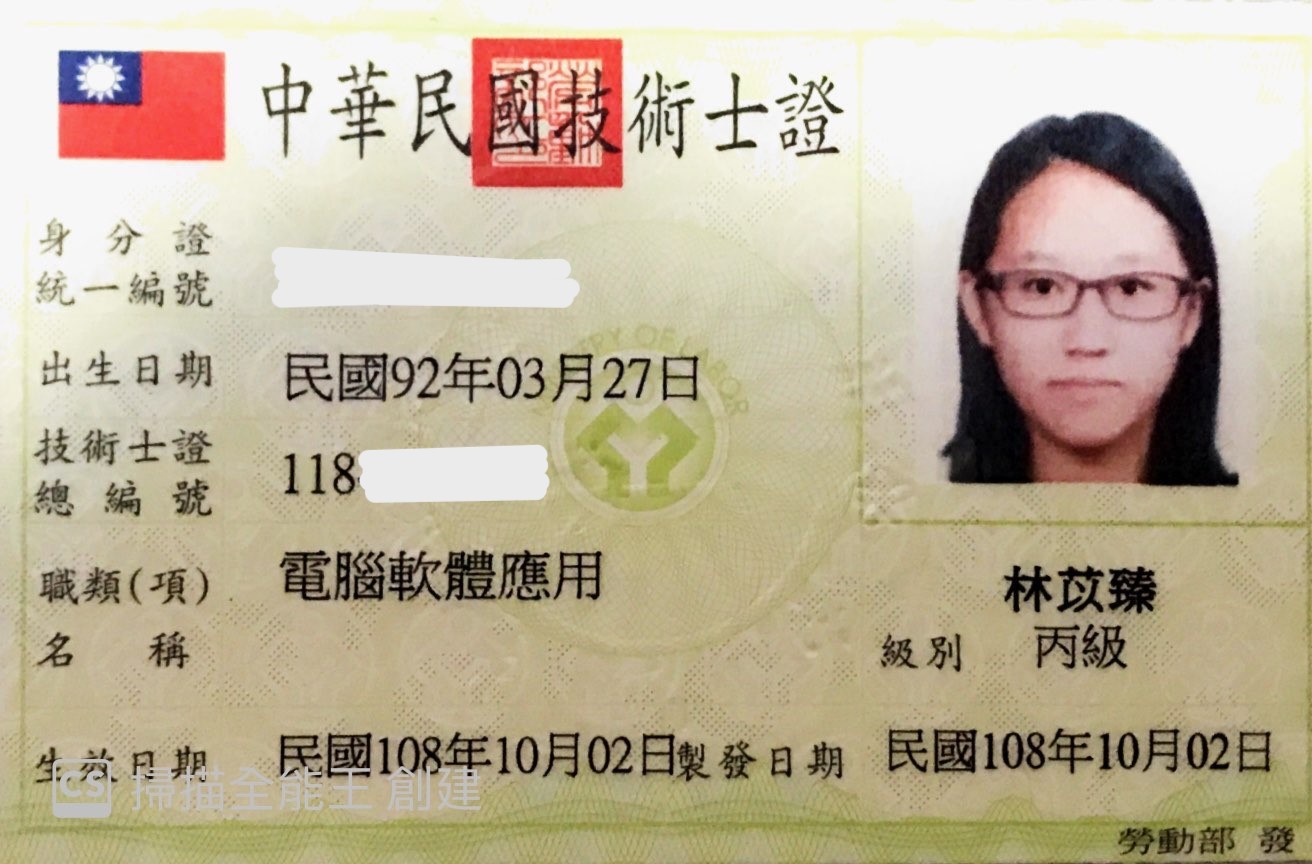 中華民國技術士證
身分證
統一編號
出生日期 民國92年03月27日
MINISTRY OF LABOR
技術士證
總編號 118-
職類(項) 電腦軟體應用
名稱
林苡臻
級別 丙級
生效日期 民國108年10月02日 製發日期 民國108年10月02日
CS 掃描全能王 創建
勞動部 發